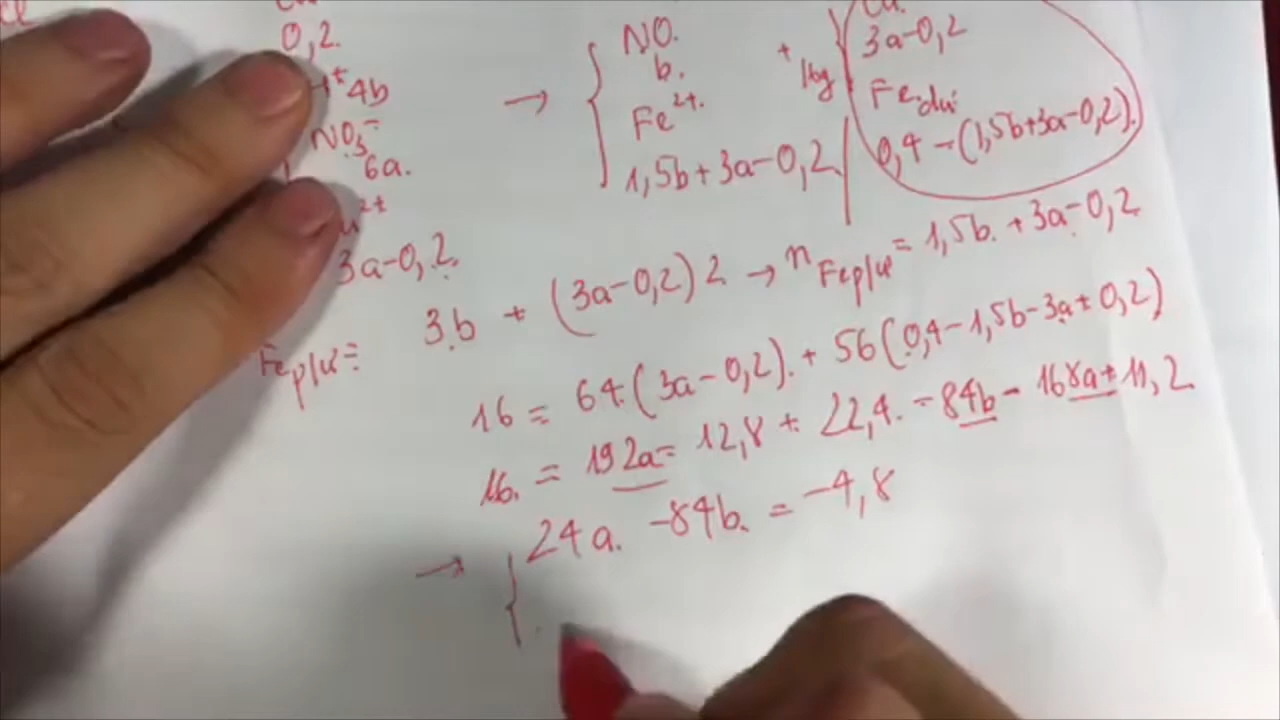 0,2.
4b
NO3⁻
6a.
3a-0,2.
→ { NO.
b.
Fe²⁺.
1,5b+3a-0,2
+ 16g
Cu.
3a-0,2
Fe dư
0,4-(1,5b+3a-0,2).
Fe p/ư =
3b + (3a-0,2)2 → n Fe p/ư = 1,5b. + 3a-0,2
16 = 64.(3a-0,2). + 56(0,4-1,5b-3a+0,2)
16. = 192a-12,8 + 22,4.-84b-168a+11,2
→ { 24a. -84b. = -4,8